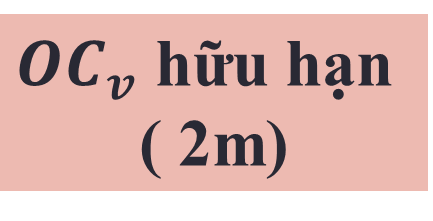 OCᵥ hữu hạn
( 2m)